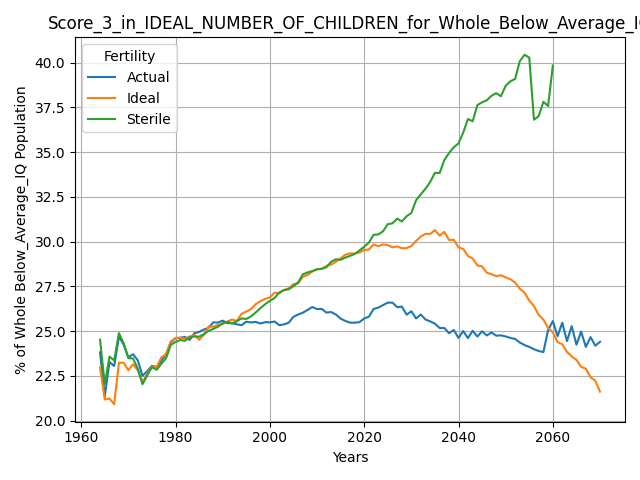 Score_3_in_IDEAL_NUMBER_OF_CHILDREN_for_Whole_Below_Average_IQ
Fertility
Actual
Ideal
Sterile
% of Whole Below_Average_IQ Population
40.0
37.5
35.0
32.5
30.0
27.5
25.0
22.5
20.0
1960
1980
2000
2020
2040
2060
Years